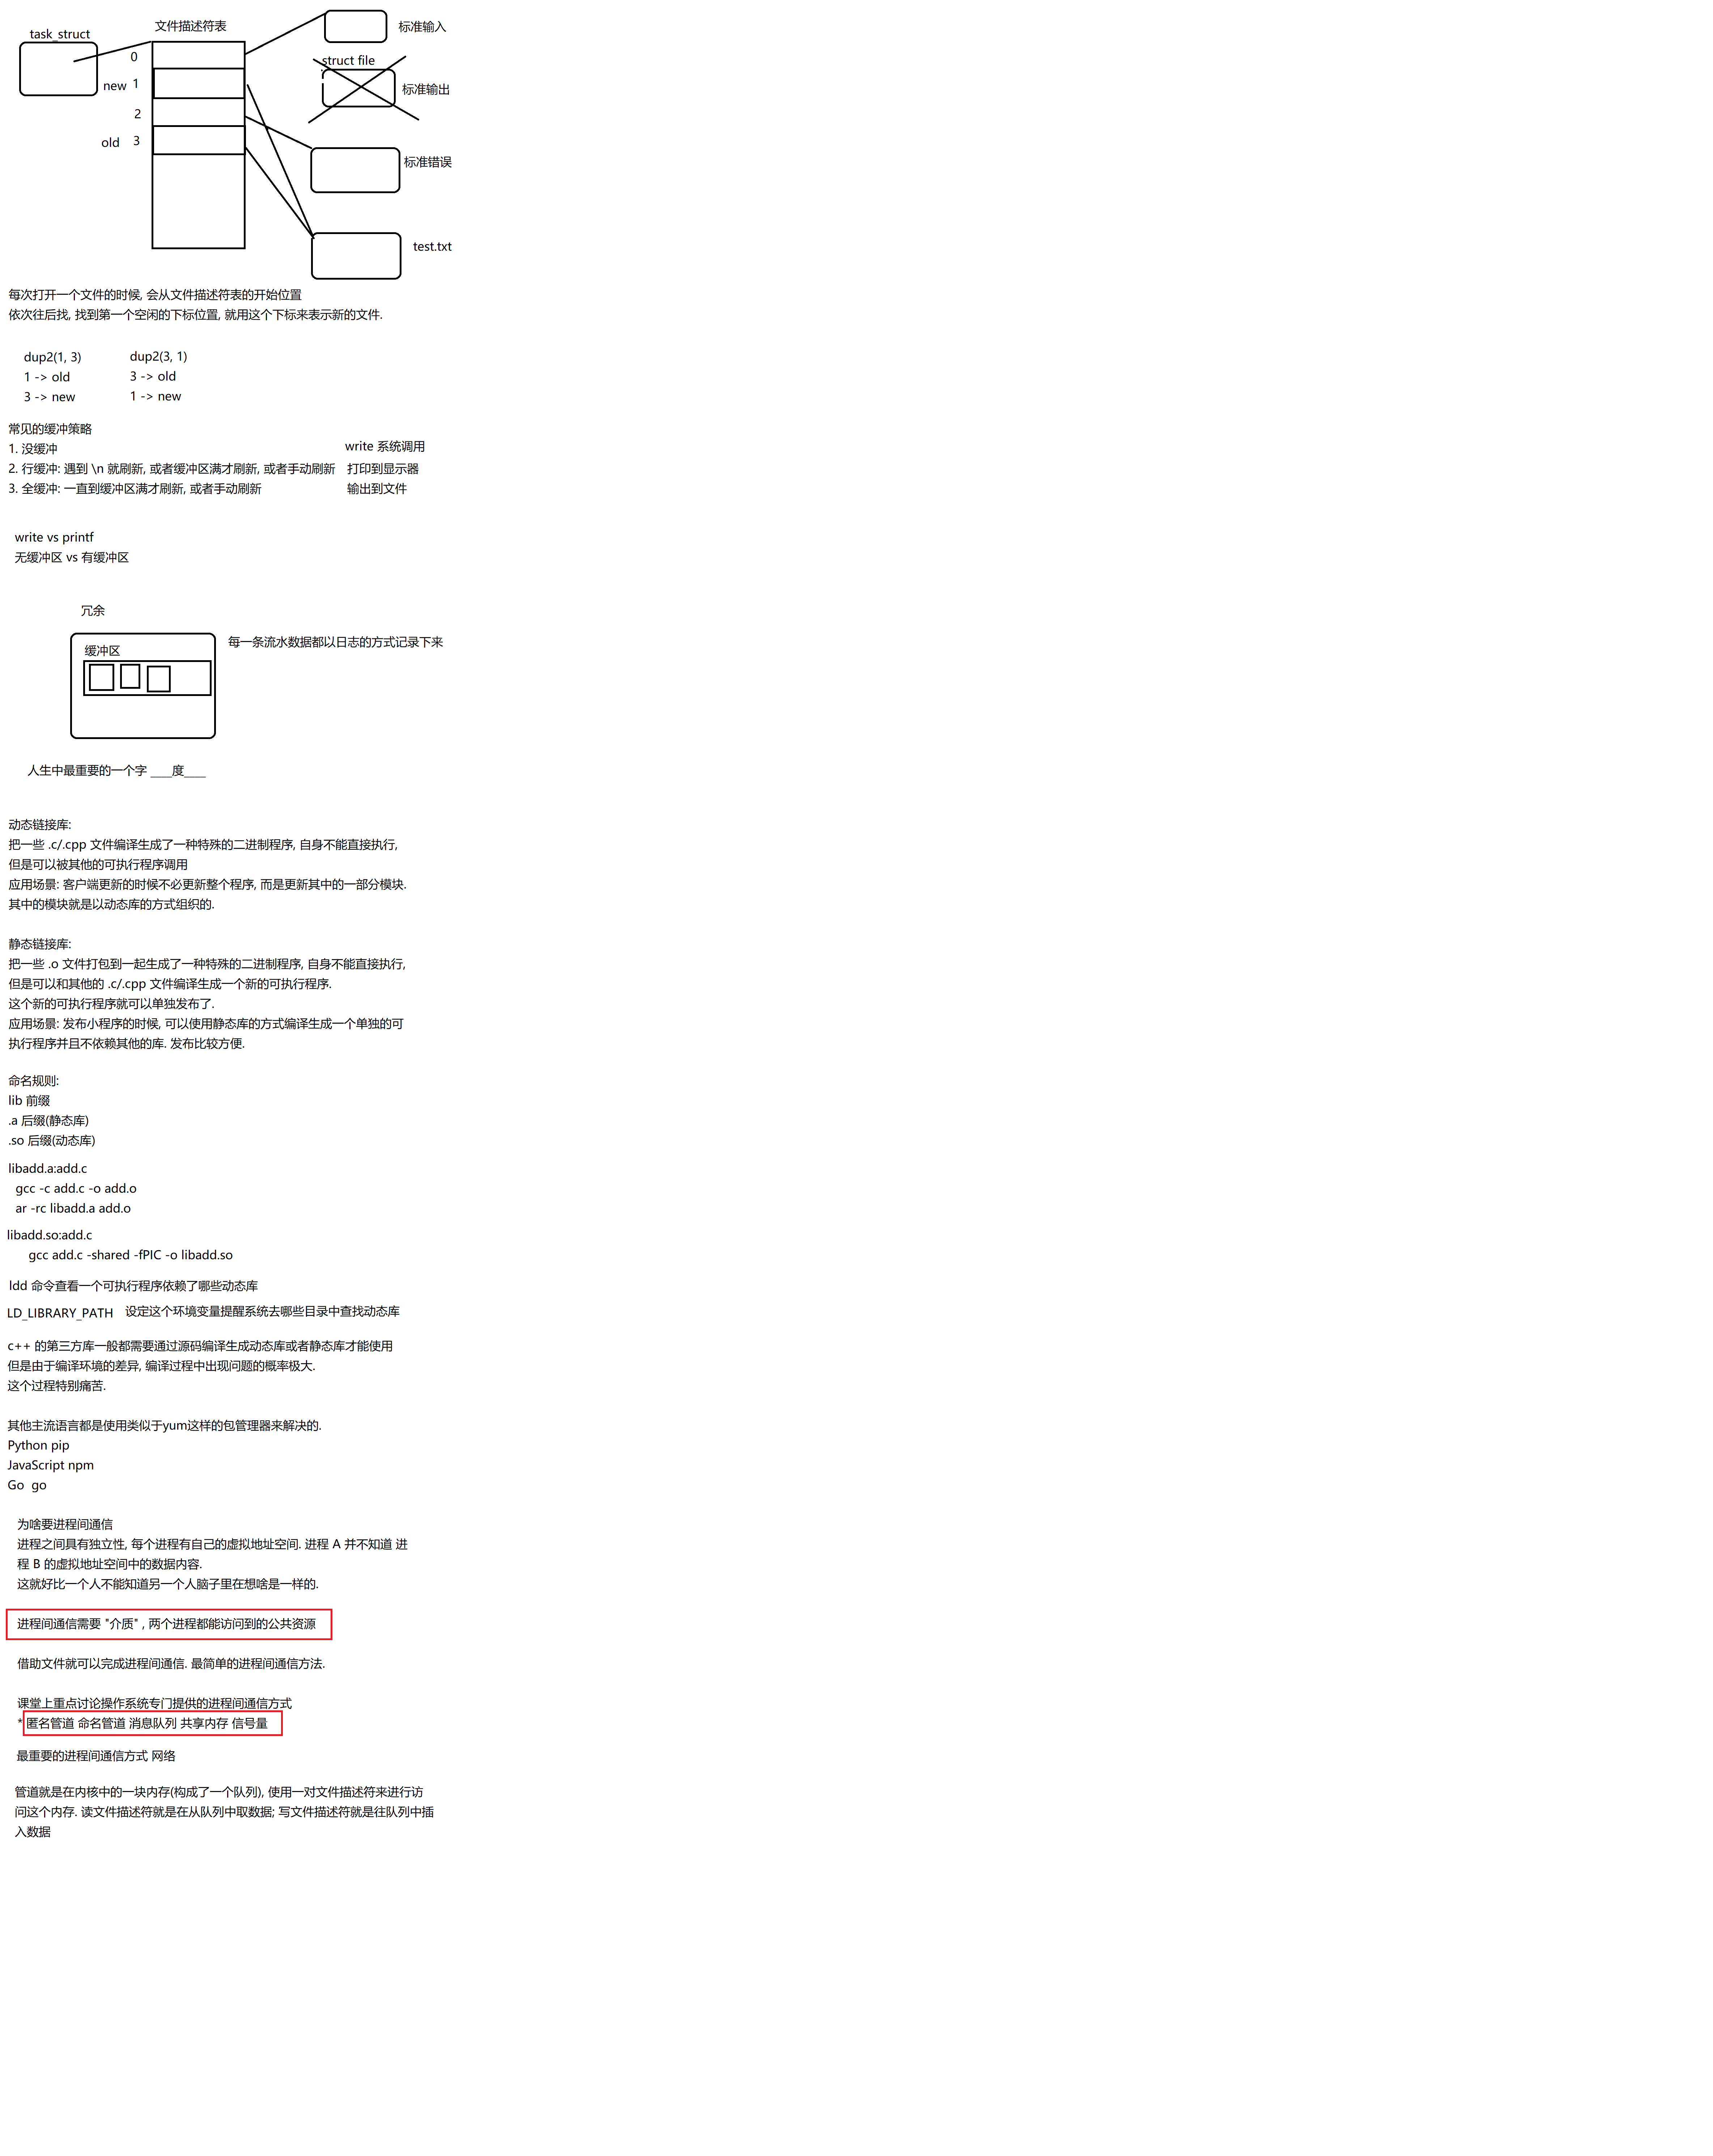 task_struct
文件描述符表
标准输入
0
struct file
new 1
标准输出
2
old 3
标准错误
test.txt
每次打开一个文件的时候, 会从文件描述符表的开始位置
依次往后找, 找到第一个空闲的下标位置, 就用这个下标来表示新的文件.
dup2(1, 3)
1 -> old
3 -> new
dup2(3, 1)
3 -> old
1 -> new
常见的缓冲策略
1. 没缓冲 write 系统调用
2. 行缓冲: 遇到 \n 就刷新, 或者缓冲区满才刷新, 或者手动刷新 打印到显示器
3. 全缓冲: 一直到缓冲区满才刷新, 或者手动刷新 输出到文件
write vs printf
无缓冲区 vs 有缓冲区
冗余
每一条流水数据都以日志的方式记录下来
缓冲区
人生中最重要的一个字 ___度___
动态链接库:
把一些 .c/.cpp 文件编译生成了一种特殊的二进制程序, 自身不能直接执行,
但是可以被其他的可执行程序调用
应用场景: 客户端更新的时候不必更新整个程序, 而是更新其中的一部分模块.
其中的模块就是以动态库的方式组织的.
静态链接库:
把一些 .o 文件打包到一起生成了一种特殊的二进制程序, 自身不能直接执行,
但是可以和其他的 .c/.cpp 文件编译生成一个新的可执行程序.
这个新的可执行程序就可以单独发布了.
应用场景: 发布小程序的时候, 可以使用静态库的方式编译生成一个单独的可
执行程序并且不依赖其他的库. 发布比较方便.
命名规则:
lib 前缀
.a 后缀(静态库)
.so 后缀(动态库)
libadd.a:add.c
gcc -c add.c -o add.o
ar -rc libadd.a add.o
libadd.so:add.c
gcc add.c -shared -fPIC -o libadd.so
ldd 命令查看一个可执行程序依赖了哪些动态库
LD_LIBRARY_PATH 设定这个环境变量提醒系统去哪些目录中查找动态库
c++ 的第三方库一般都需要通过源码编译生成动态库或者静态库才能使用
但是由于编译环境的差异, 编译过程中出现问题的概率极大.
这个过程特别痛苦.
其他主流语言都是使用类似于yum这样的包管理器来解决的.
Python pip
JavaScript npm
Go go
为啥要进程间通信
进程之间具有独立性, 每个进程有自己的虚拟地址空间. 进程 A 并不知道 进
程 B 的虚拟地址空间中的数据内容.
这就好比一个人不能知道另一个人脑子里在想啥是一样的.
进程间通信需要 "介质" , 两个进程都能访问到的公共资源
借助文件就可以完成进程间通信. 最简单的进程间通信方法.
课堂上重点讨论操作系统专门提供的进程间通信方式
* 匿名管道 命名管道 消息队列 共享内存 信号量
最重要的进程间通信方式 网络
管道就是在内核中的一块内存(构成了一个队列), 使用一对文件描述符来进行访
问这个内存. 读文件描述符就是在从队列中取数据; 写文件描述符就是往队列中插
入数据